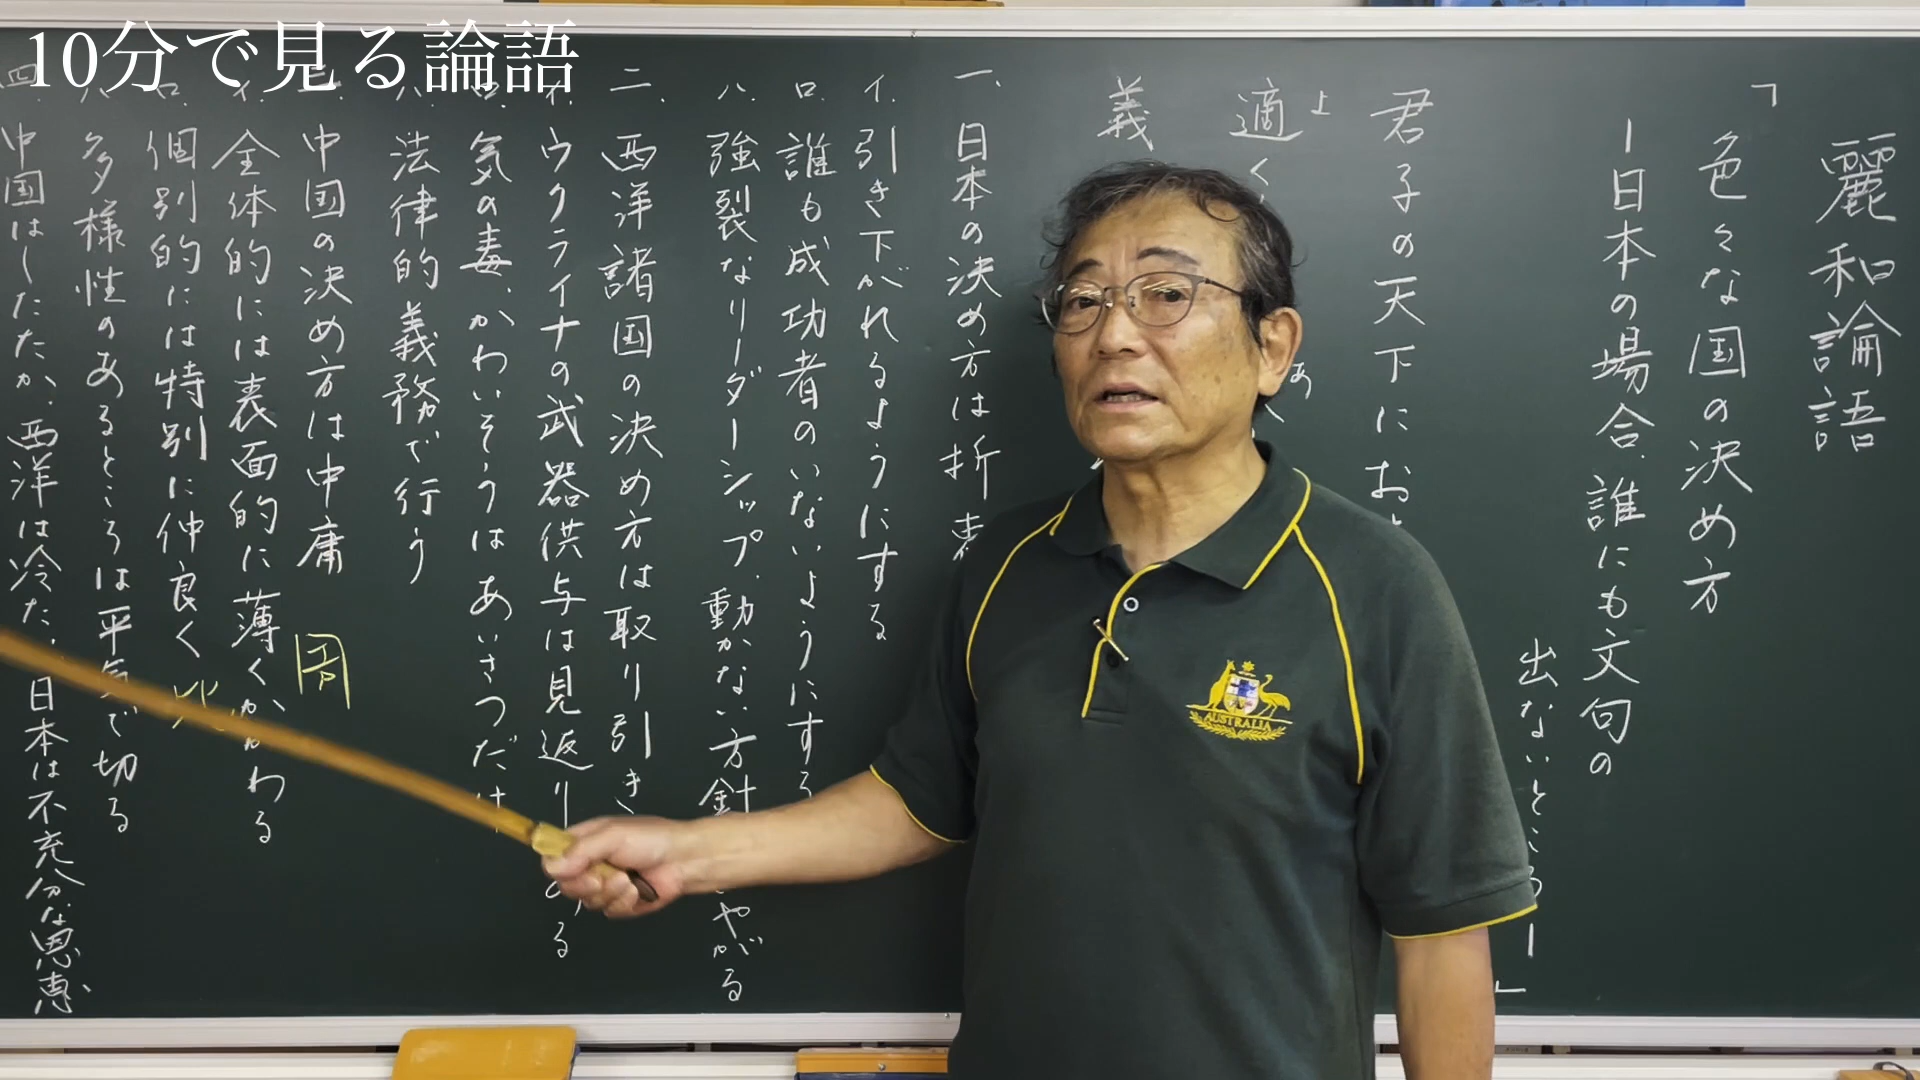 10分で見る論語
麗和論語
「色々な国の決め方
ー日本の場合、誰にも文句の
出ないところー」
君子の天下にお
適
義
一、日本の決め方は折衷
イ、引き下がれるようにする
ロ、誰も成功者のいないようにする
ハ、強裂なリーダーシップ、動かない方針 やがる
二、西洋諸国の決め方は取り引き
イ、ウクライナの武器供与は見返り
気の毒、かわいそうはあいさつだけ
ハ、法律的義務で行う
中国の決め方は中庸
イ、全体的には表面的に薄くかかわる
ロ、個別的には特別に仲良く
ハ、多様性のあるところは平気で切る
四、中国はしたたか、西洋は冷た 日本は不充分な恩恵
AUSTRALIA